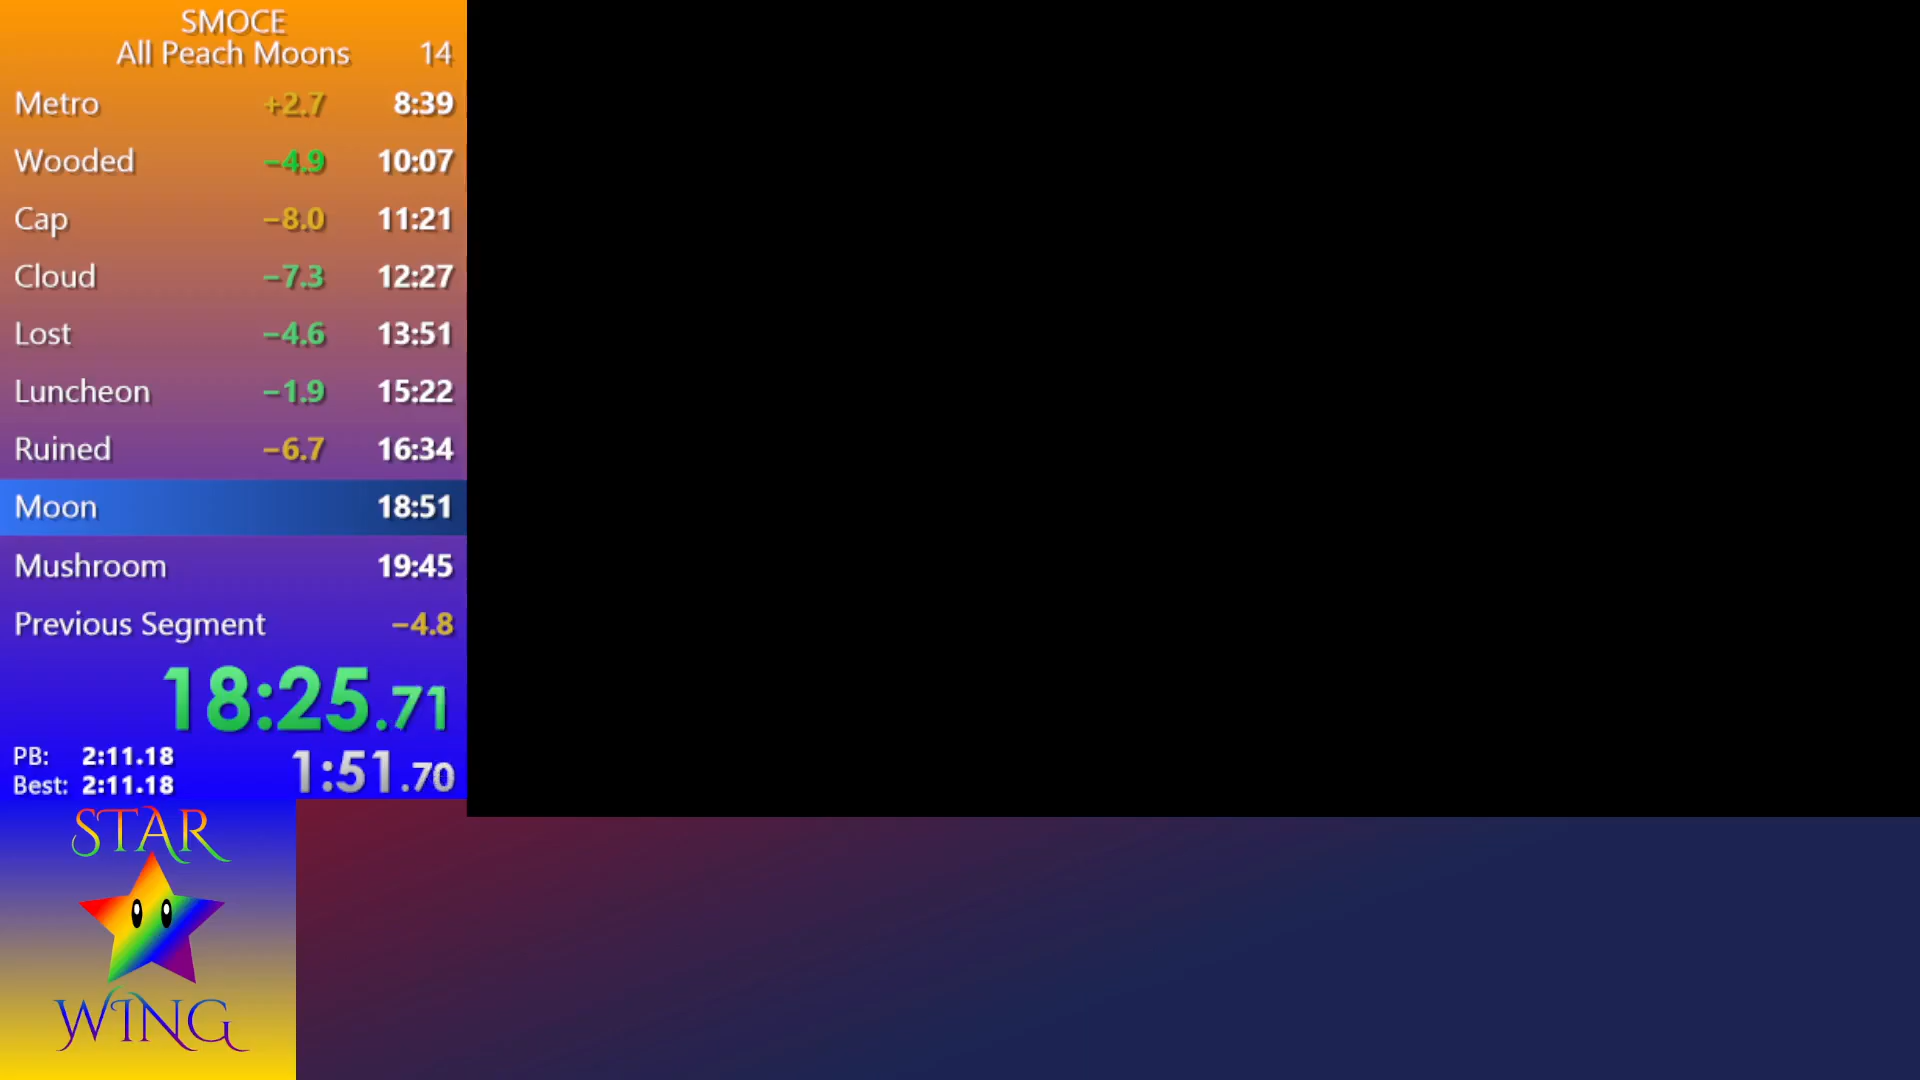 SMOCE
All Peach Moons 14
Metro +2.7 8:39
Wooded −4.9 10:07
Cap −8.0 11:21
Cloud −7.3 12:27
Lost −4.6 13:51
Luncheon −1.9 15:22
Ruined −6.7 16:34
Moon 18:51
Mushroom 19:45
Previous Segment −4.8
18:25.71
PB: 2:11.18
Best: 2:11.18
1:51.70
STAR
WING